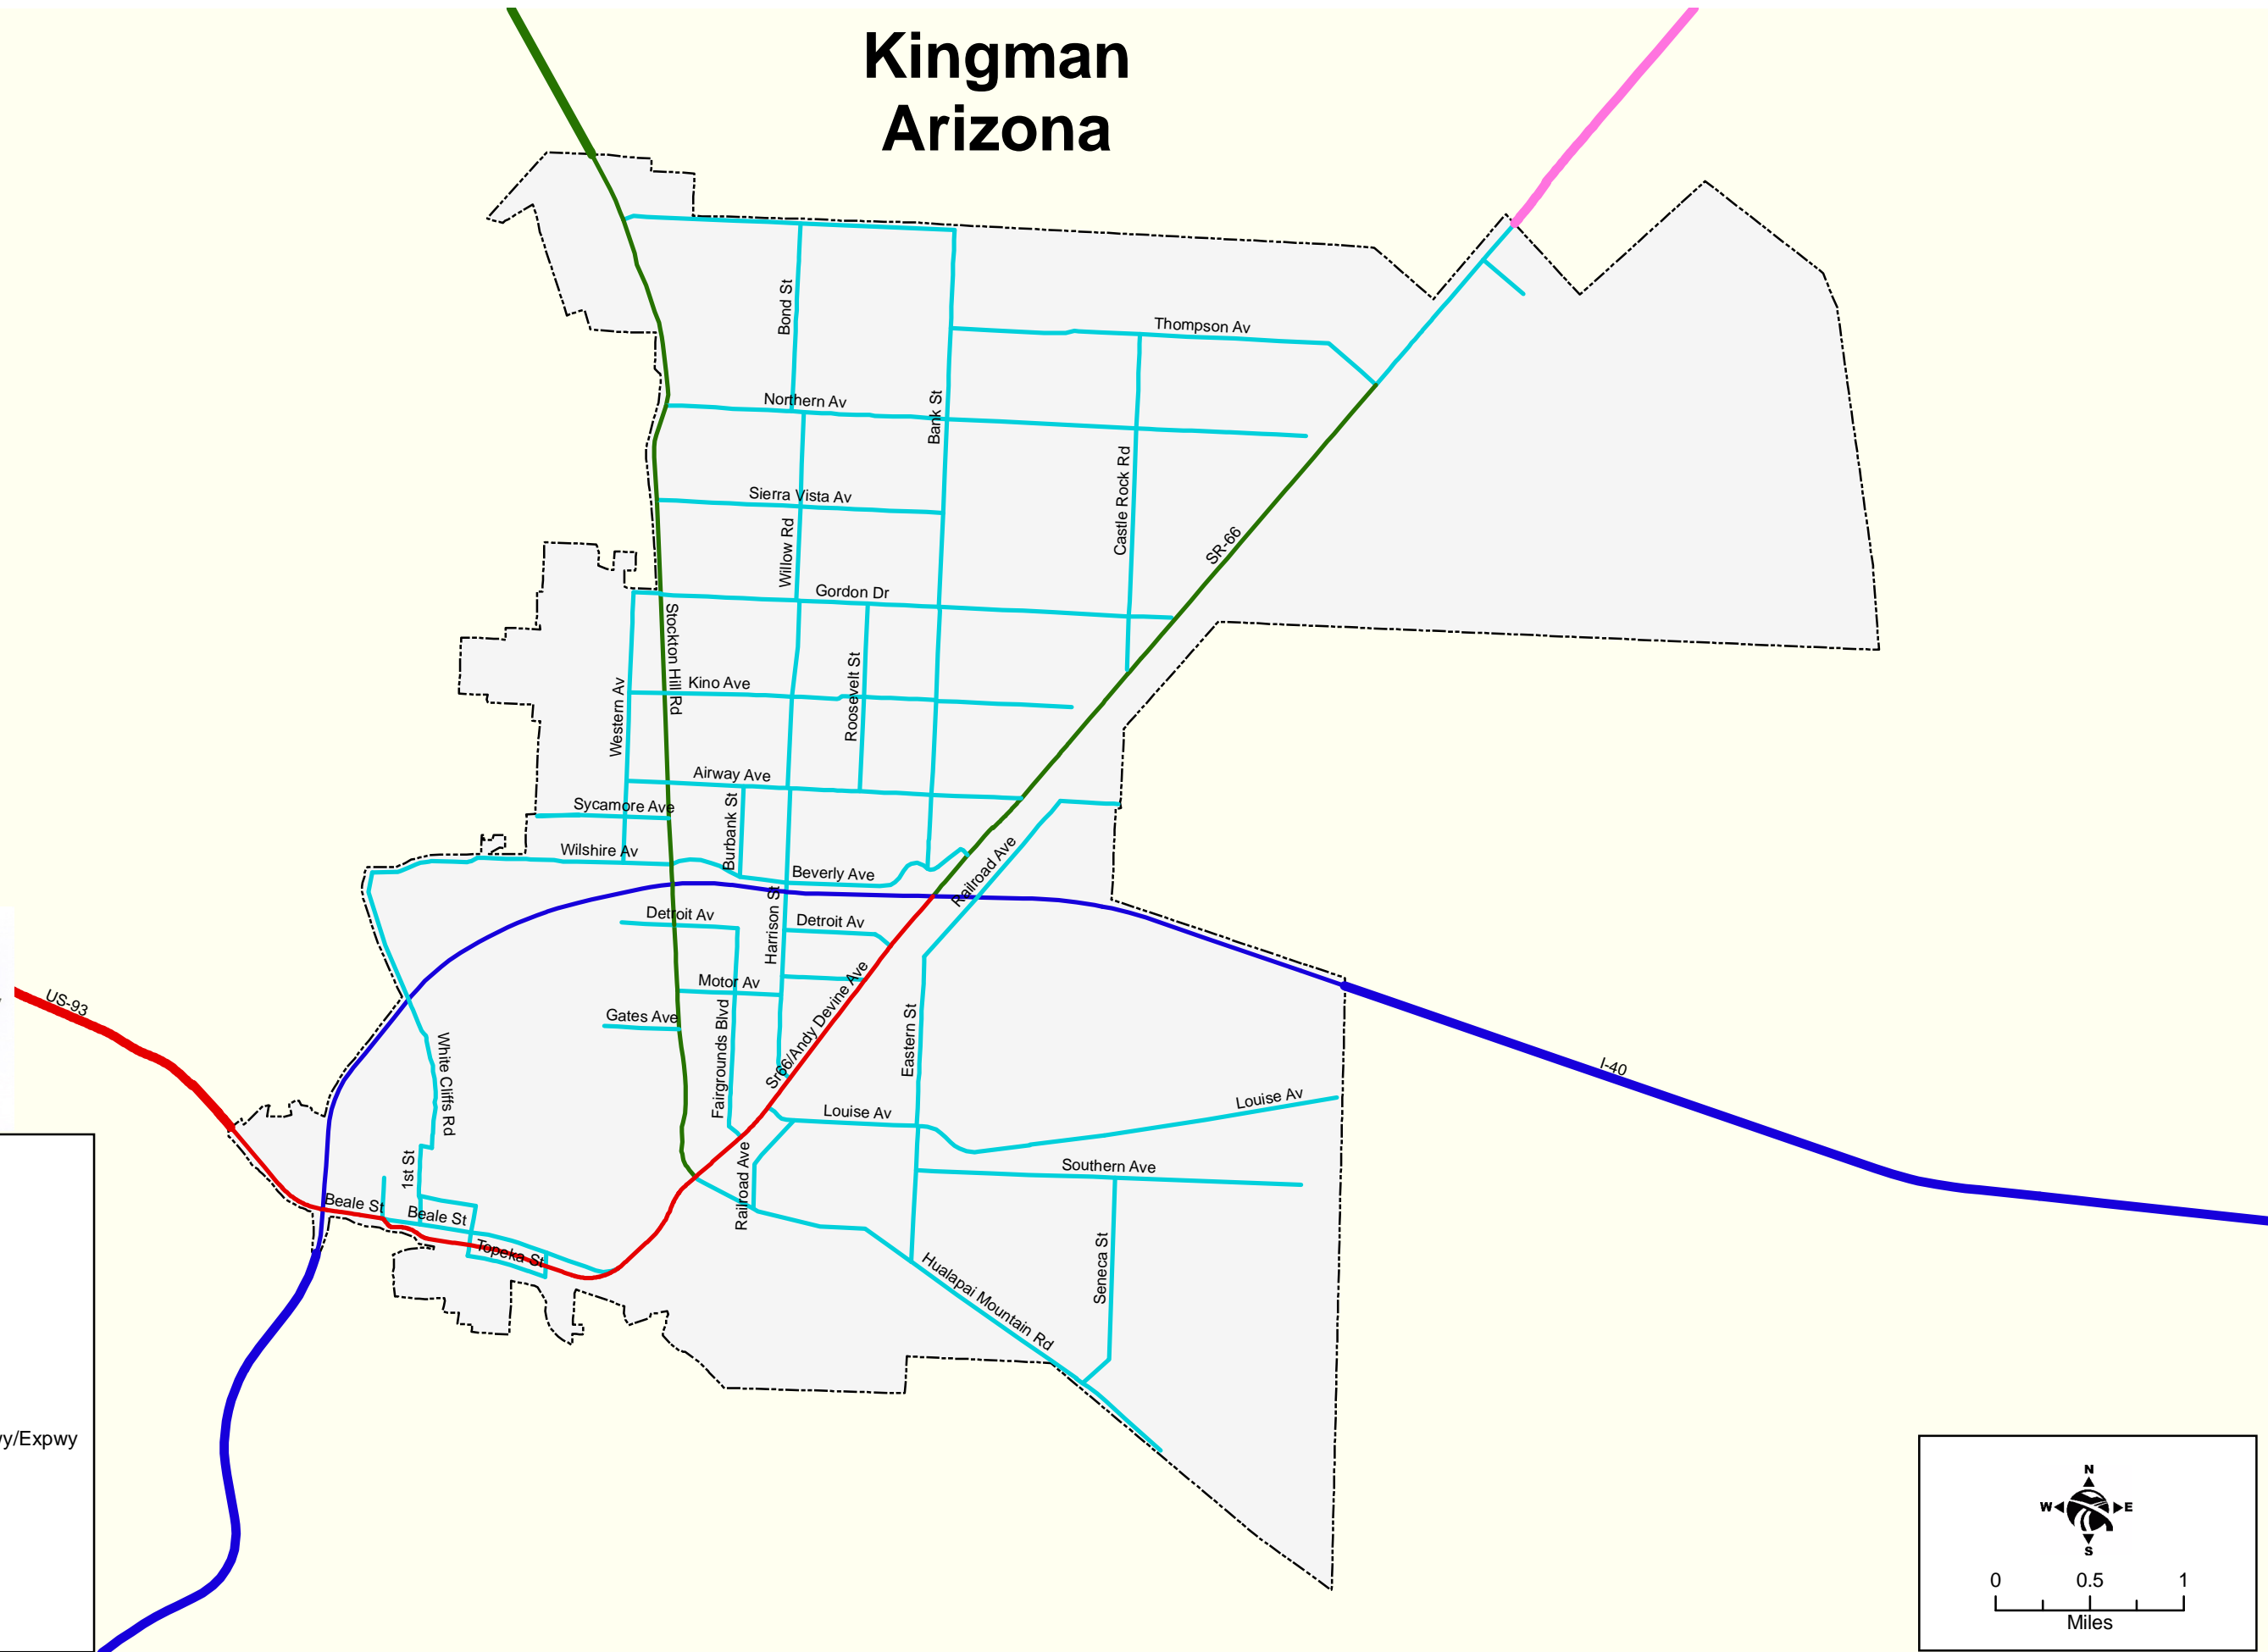 Kingman
Arizona
Bond St
Thompson Av
Northern Av
Bank St
Castle Rock Rd
Sierra Vista Av
Willow Rd
SR-66
Gordon Dr
Stockton Hill Rd
Roosevelt St
Kino Ave
Western Av
Airway Ave
Sycamore Ave
Burbank St
Wilshire Av
Railroad Ave
Beverly Ave
Harrison St
Detroit Av
Detroit Av
US-93
Motor Av
Sr66/Andy Devine Ave
Gates Ave
Fairgrounds Blvd
Eastern St
White Cliffs Rd
I-40
Louise Av
Louise Av
1st St
Railroad Ave
Southern Ave
Beale St
Beale St
Topeka St
Seneca St
Hualapai Mountain Rd
y/Expwy
N
W E
S
0 0.5 1
Miles